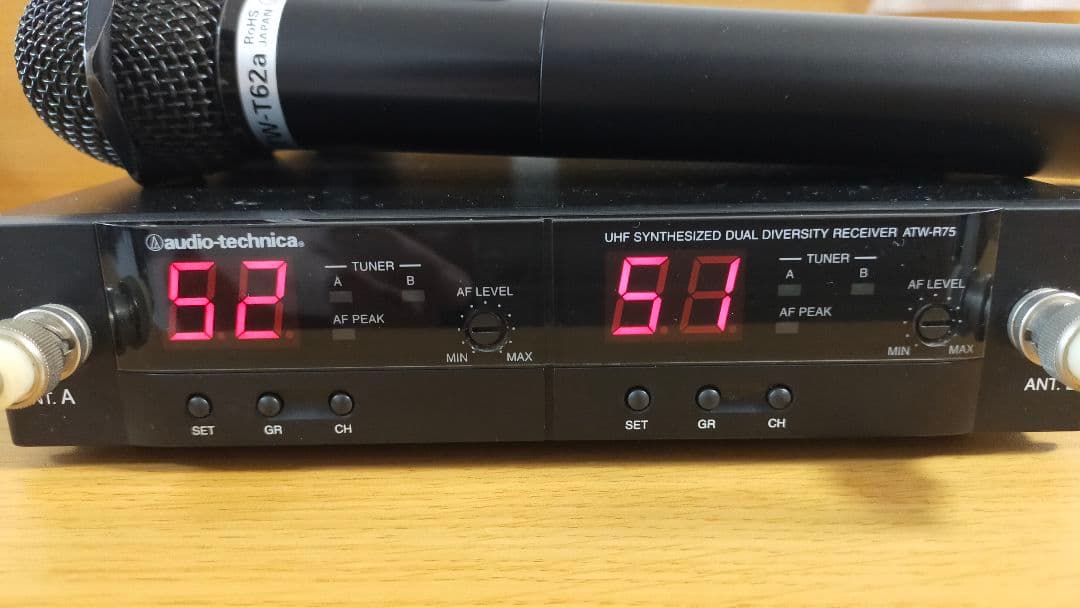 RoHS
JAPAN
W-T62a
audio-technica®
UHF SYNTHESIZED DUAL DIVERSITY RECEIVER ATW-R75
52
TUNER
A B
AF PEAK
AF LEVEL
MIN MAX
51
TUNER
A B
AF PEAK
AF LEVEL
MIN MAX
SET GR CH
SET GR CH
NT. A
ANT.